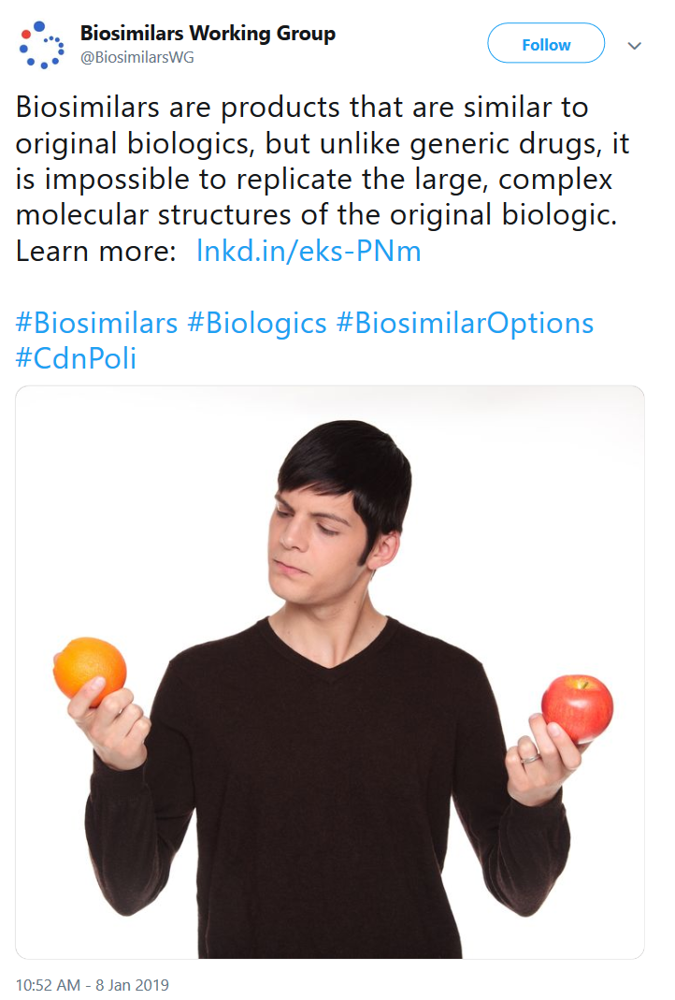 Biosimilars Working Group
@BiosimilarsWG
Follow
Biosimilars are products that are similar to
original biologics, but unlike generic drugs, it
is impossible to replicate the large, complex
molecular structures of the original biologic.
Learn more: lnkd.in/eks-PNm
#Biosimilars #Biologics #BiosimilarOptions
#CdnPoli
10:52 AM - 8 Jan 2019